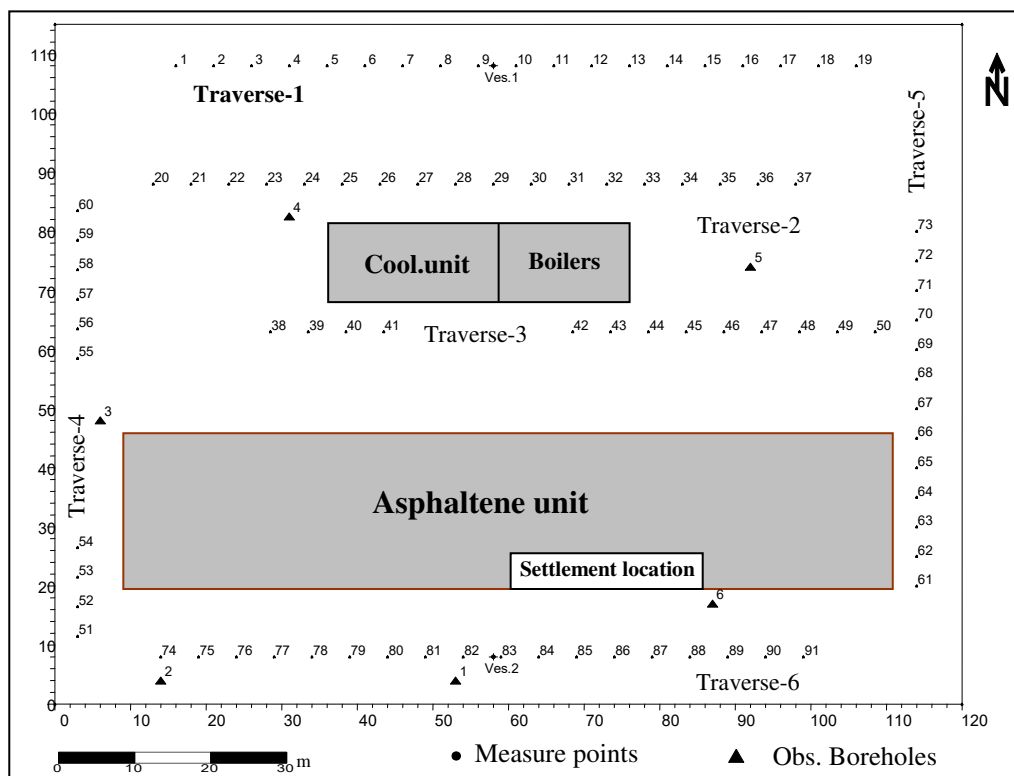 110
1 2 3 4 5 6 7 8 9 10 11 12 13 14 15 16 17 18 19
Ves.1
Traverse-1
N
100
Traverse-5
90
20 21 22 23 24 25 26 27 28 29 30 31 32 33 34 35 36 37
60
4
Traverse-2
80
59
73
Cool.unit
Boilers
5
58
72
70
57
71
56
38 39 40 41
Traverse-3
42 43 44 45 46 47 48 49 50
70
60
55
69
68
50
3
67
Traverse-4
66
40
65
Asphaltene unit
64
30
63
54
62
53
Settlement location
61
20
52
6
51
10
74 75 76 77 78 79 80 81 82 83 84 85 86 87 88 89 90 91
Ves.2
2
1
Traverse-6
0
0 10 20 30 40 50 60 70 80 90 100 110 120
0 10 20 30 m
Measure points
Obs. Boreholes